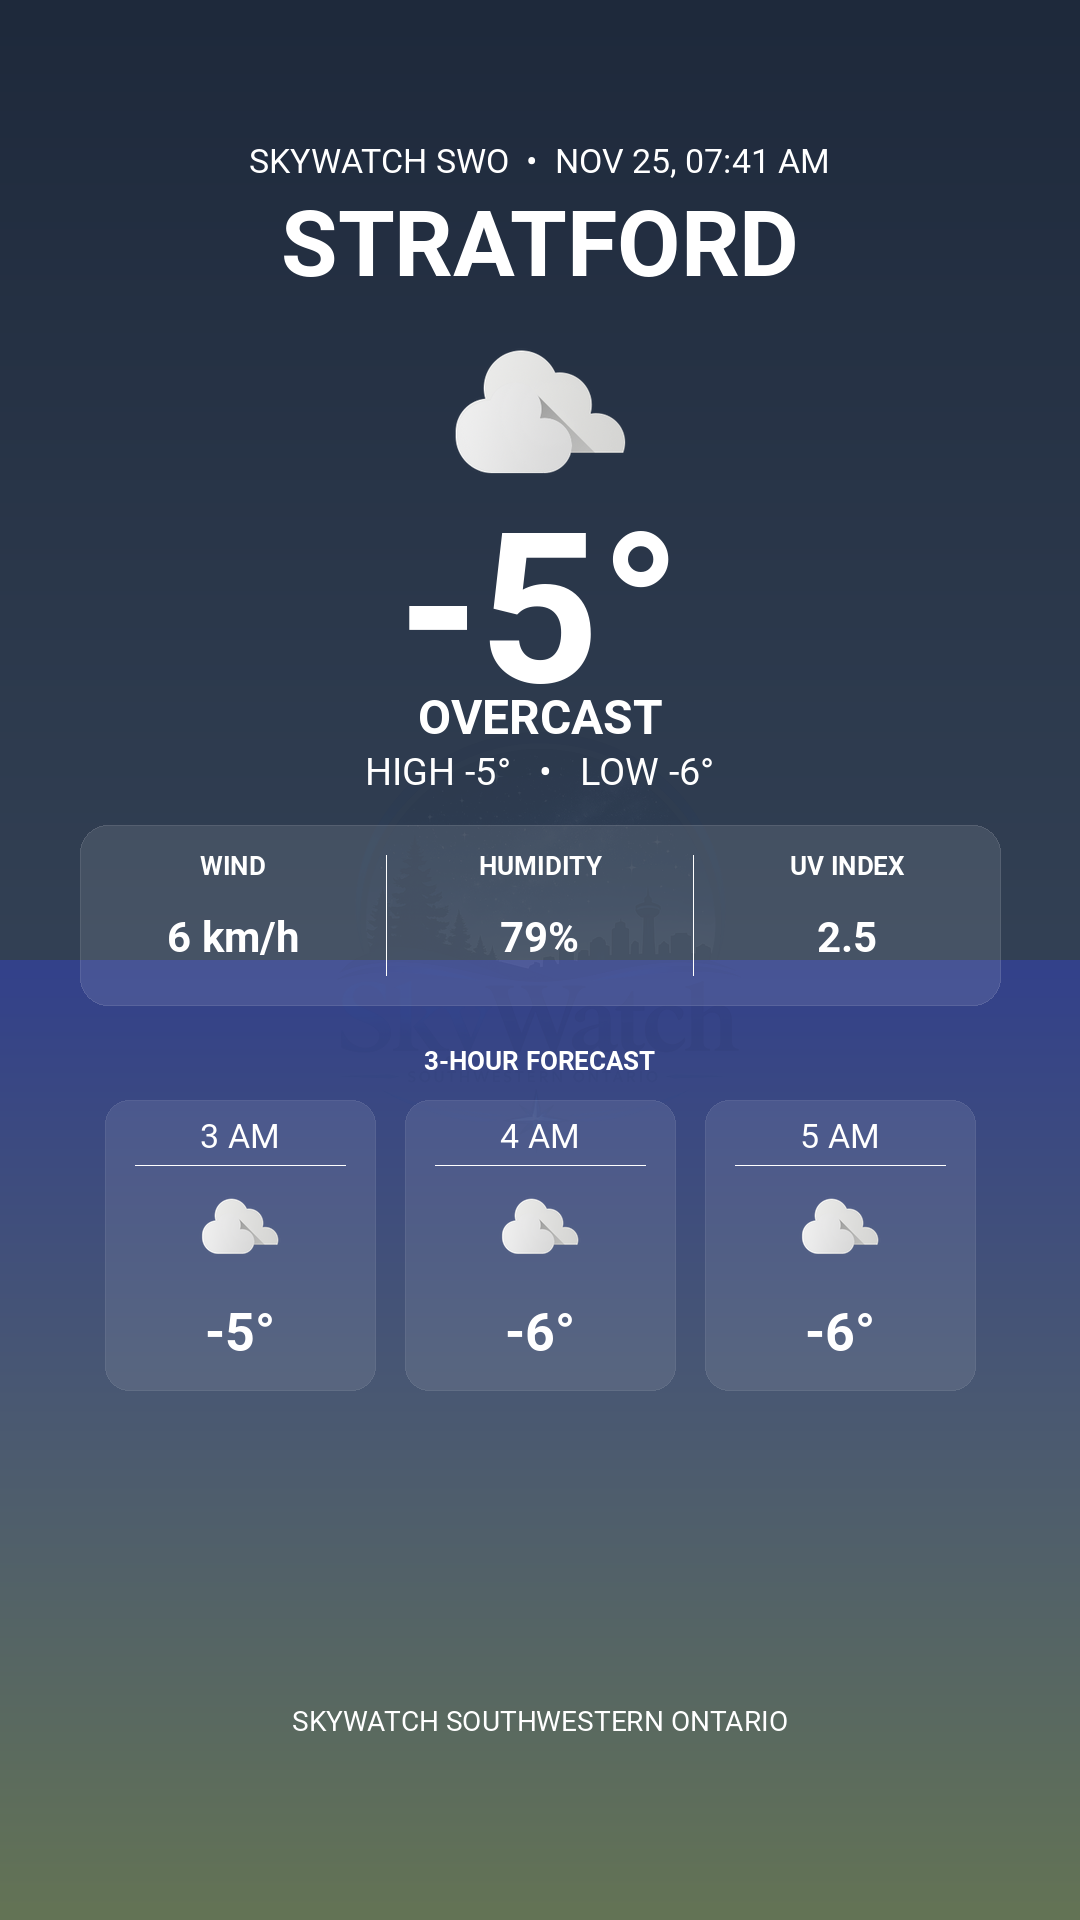 SKYWATCH SWO • NOV 25, 07:41 AM
STRATFORD
-5°
OVERCAST
HIGH -5° • LOW -6°
WIND HUMIDITY UV INDEX
6 km/h 79% 2.5
SkyWatch
3-HOUR FORECAST
3 AM 4 AM 5 AM
-5° -6° -6°
SKYWATCH SOUTHWESTERN ONTARIO